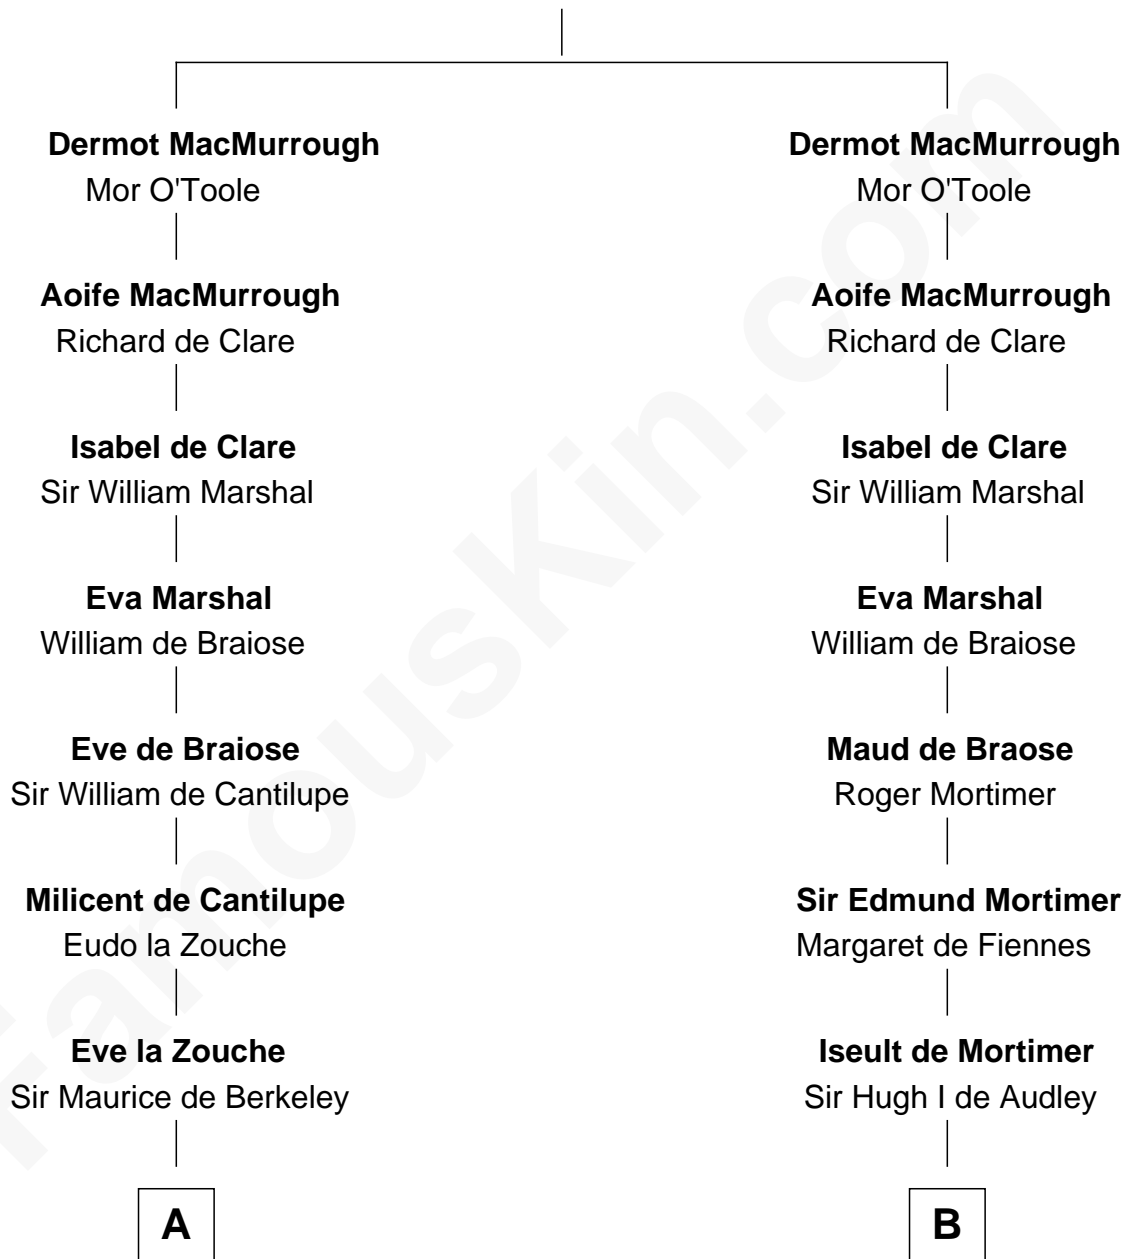 Dermot MacMurrough
Mor O'Toole
Aoife MacMurrough
Richard de Clare
Isabel de Clare
Sir William Marshal
Eva Marshal
William de Braiose
Eve de Braiose
Sir William de Cantilupe
Milicent de Cantilupe
Eudo la Zouche
Eve la Zouche
Sir Maurice de Berkeley
A
Dermot MacMurrough
Mor O'Toole
Aoife MacMurrough
Richard de Clare
Isabel de Clare
Sir William Marshal
Eva Marshal
William de Braiose
Maud de Braose
Roger Mortimer
Sir Edmund Mortimer
Margaret de Fiennes
Iseult de Mortimer
Sir Hugh I de Audley
B
FamousKin.com